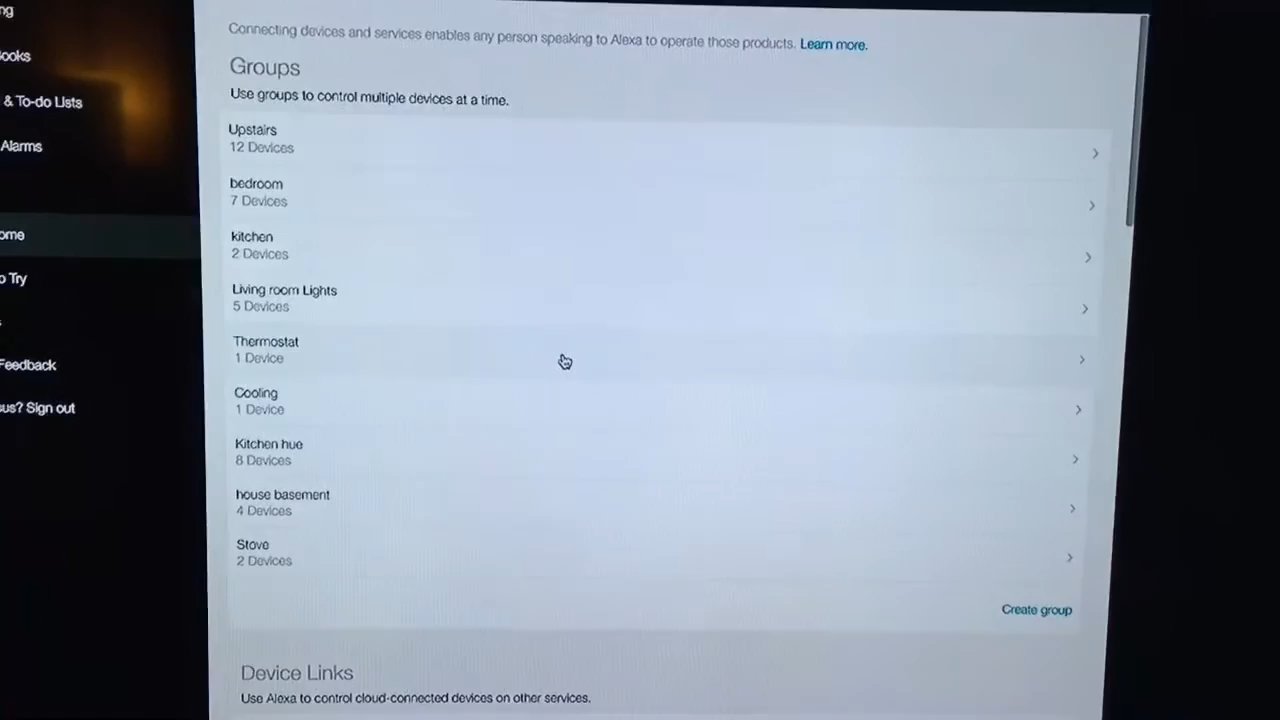 Connecting devices and services enables any person speaking to Alexa to operate those products. Learn more.
Groups
Use groups to control multiple devices at a time.
Upstairs
12 Devices
bedroom
7 Devices
kitchen
2 Devices
Living room Lights
5 Devices
Thermostat
1 Device
Cooling
1 Device
Kitchen hue
8 Devices
house basement
4 Devices
Stove
2 Devices
Create group
Device Links
Use Alexa to control cloud-connected devices on other services.
& To-do Lists
Alarms
Try
Feedback
Sign out